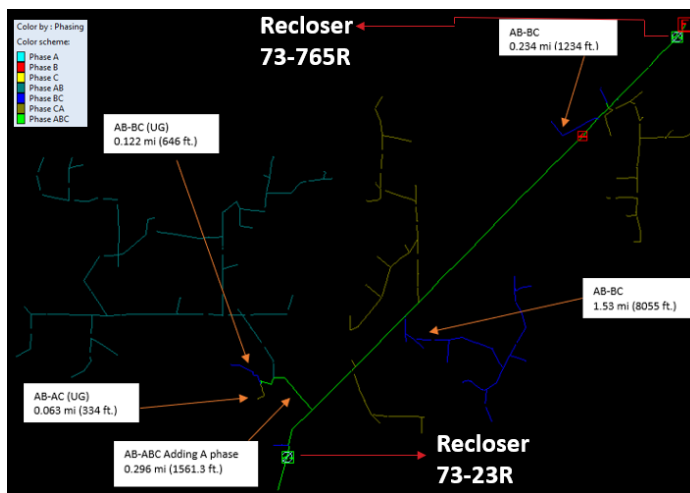 Color by : Phasing
Color scheme:
Phase A
Phase B
Phase C
Phase AB
Phase BC
Phase CA
Phase ABC
Recloser
73-765R
AB-BC
0.234 mi (1234 ft.)
AB-BC (UG)
0.122 mi (646 ft.)
AB-BC
1.53 mi (8055 ft.)
AB-AC (UG)
0.063 mi (334 ft.)
AB-ABC Adding A phase
0.296 mi (1561.3 ft.)
Recloser
73-23R